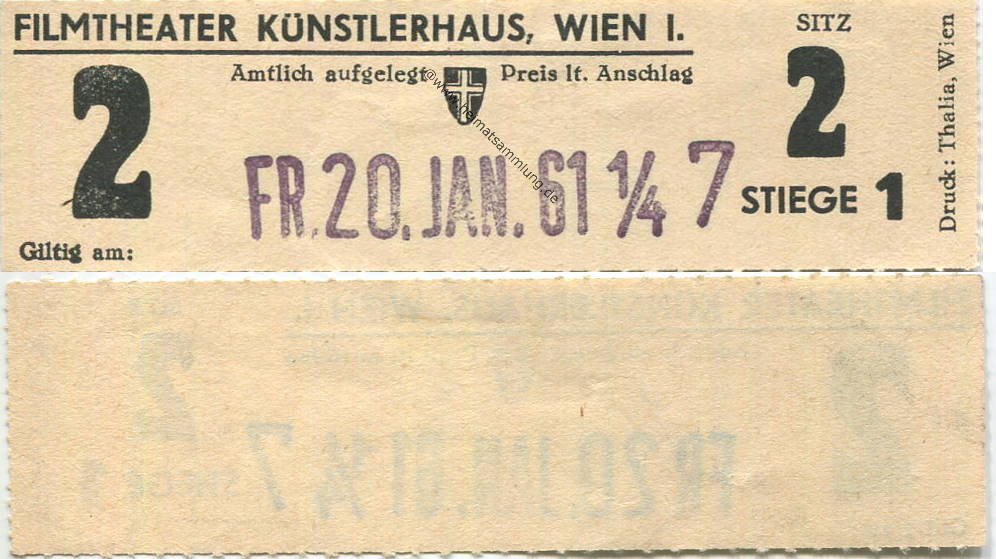 FILMTHEATER KÜNSTLERHAUS, WIEN I.
2
Amtlich aufgelegt Preis lt. Anschlag
SITZ
2
FR. 20. JAN. 61 ¼ 7
STIEGE 1
Giltig am:
Druck: Thalia, Wien
@www.heimatsammlung.de